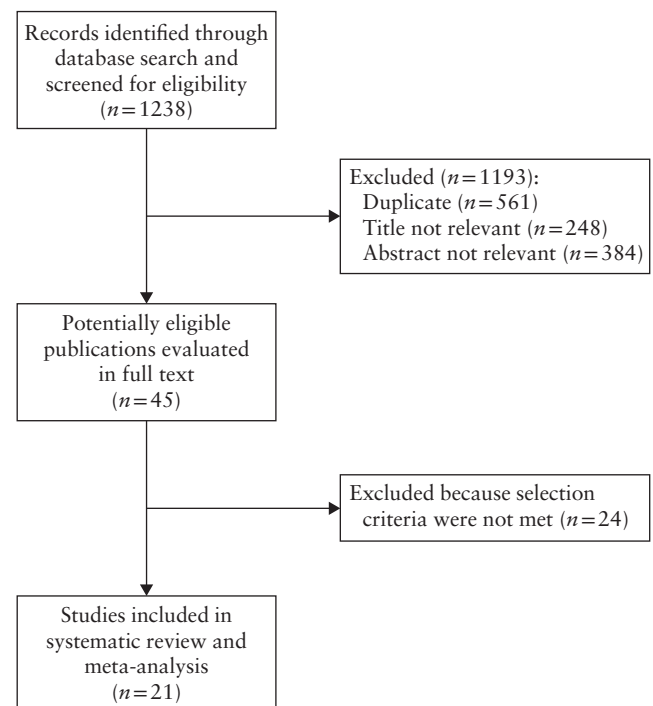 Records identified through
database search and
screened for eligibility
(n=1238)
Excluded (n=1193):
Duplicate (n=561)
Title not relevant (n=248)
Abstract not relevant (n=384)
Potentially eligible
publications evaluated
in full text
(n=45)
Excluded because selection
criteria were not met (n=24)
Studies included in
systematic review and
meta-analysis
(n=21)